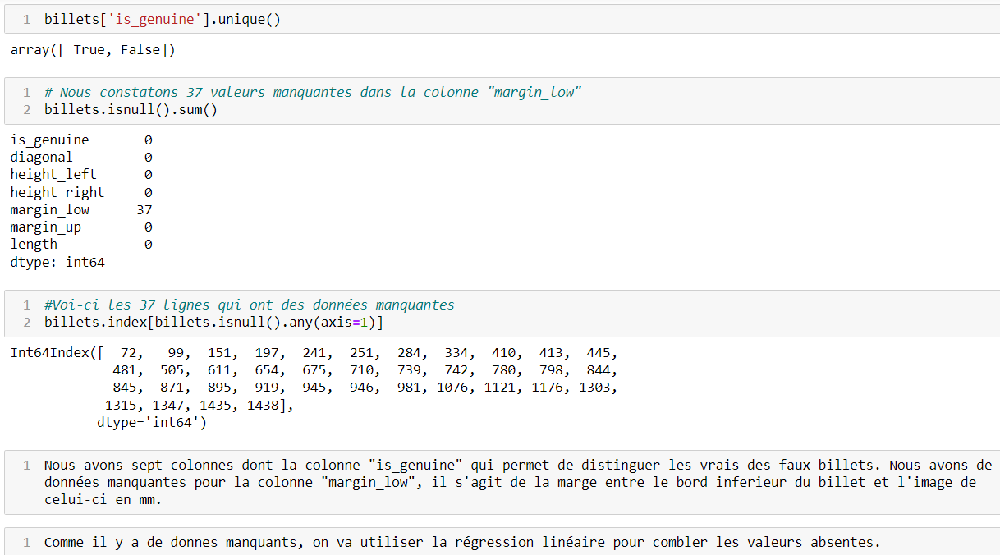 1 billets['is_genuine'].unique()
array([ True, False])
1 # Nous constatons 37 valeurs manquantes dans la colonne "margin_low"
2 billets.isnull().sum()
is_genuine 0
diagonal 0
height_left 0
height_right 0
margin_low 37
margin_up 0
length 0
dtype: int64
1 #Voi-ci les 37 lignes qui ont des données manquantes
2 billets.index[billets.isnull().any(axis=1)]
Int64Index([ 72, 99, 151, 197, 241, 251, 284, 334, 410, 413, 445,
481, 505, 611, 654, 675, 710, 739, 742, 780, 798, 844,
845, 871, 895, 919, 945, 946, 981, 1076, 1121, 1176, 1303,
1315, 1347, 1435, 1438],
dtype='int64')
1 Nous avons sept colonnes dont la colonne "is_genuine" qui permet de distinguer les vrais des faux billets. Nous avons de
données manquantes pour la colonne "margin_low", il s'agit de la marge entre le bord inferieur du billet et l'image de
celui-ci en mm.
1 Comme il y a de donnes manquants, on va utiliser la régression linéaire pour combler les valeurs absentes.